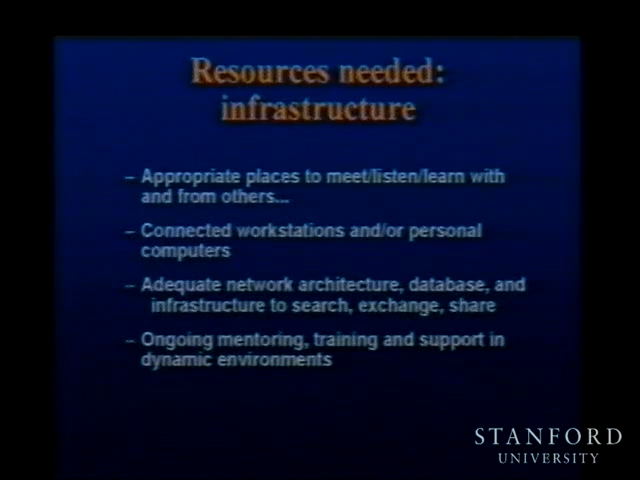 Resources needed:
infrastructure
– Appropriate places to meet/listen/learn with
and from others...
– Connected workstations and/or personal
computers
– Adequate network architecture, database, and
infrastructure to search, exchange, share
– Ongoing mentoring, training and support in
dynamic environments
STANFORD
UNIVERSITY